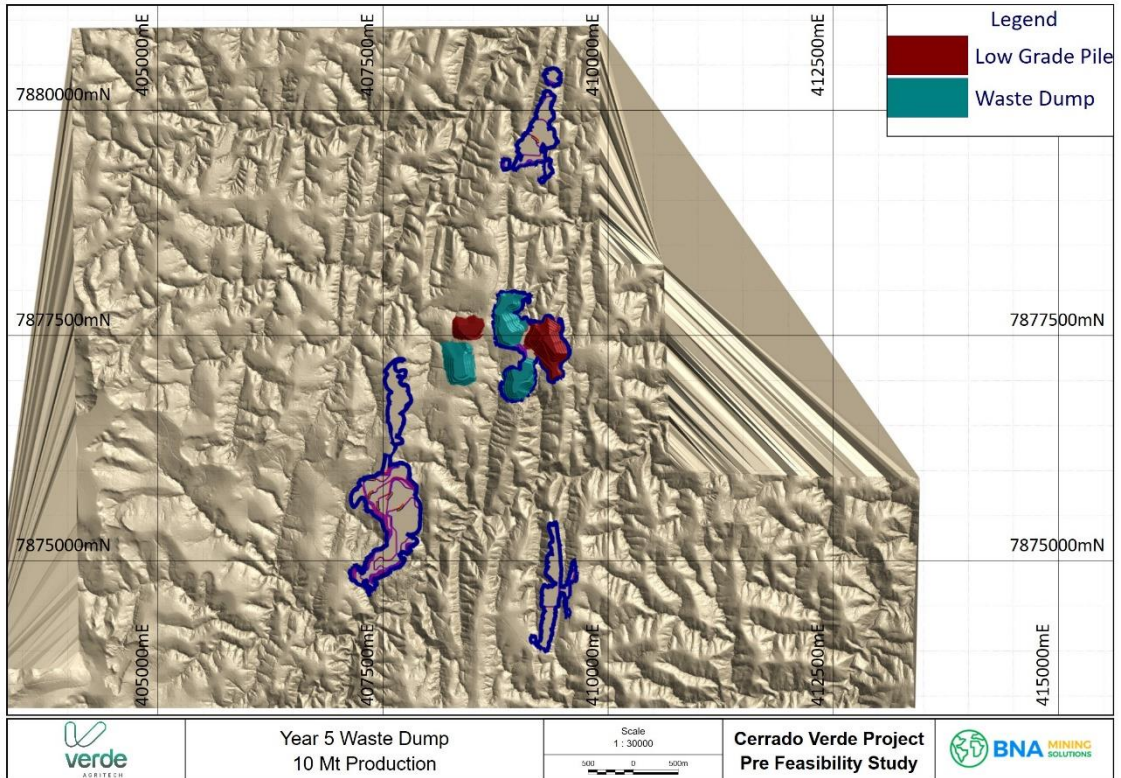 Legend
Low Grade Pile
Waste Dump
405000mE
407500mE
410000mE
412500mE
7880000mN
7880000mN
7877500mN
7877500mN
7875000mN
7875000mN
405000mE
407500mE
410000mE
412500mE
415000mE
verde
AGRITECH
Year 5 Waste Dump
10 Mt Production
Scale
1 : 30000
500 0 500m
Cerrado Verde Project
Pre Feasibility Study
BNA MINING
SOLUTIONS